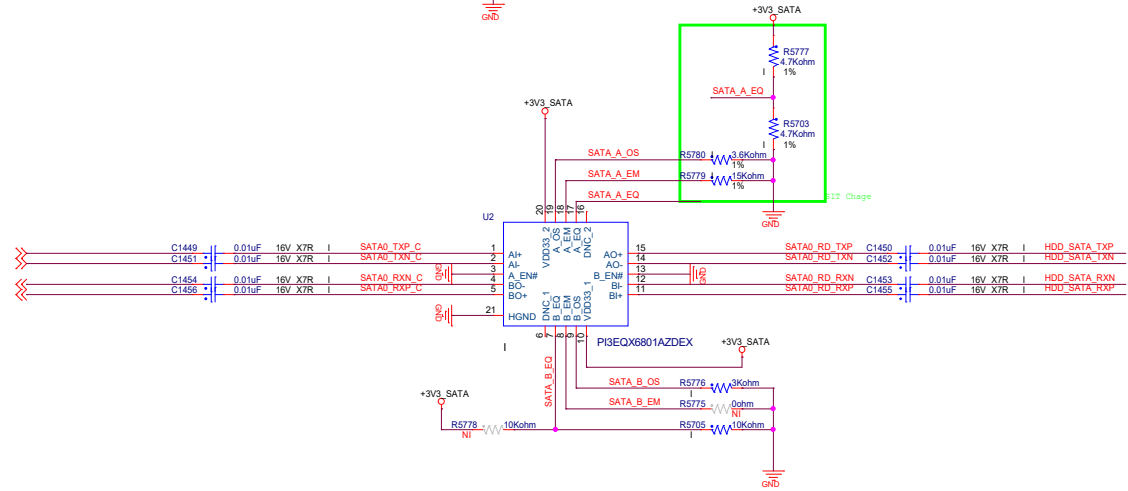 GND
+3V3_SATA
R5777
4.7Kohm
I
1%
SATA_A_EQ
+3V3_SATA
R5703
4.7Kohm
1%
SATA_A_OS
R5780
I
3.6Kohm
1%
SATA_A_EM
R5779
I
15Kohm
1%
SATA_A_EQ
GND
U2
20
19
18
17
16
VDD33_2
A_OS
A_EM
A_EQ
DNC_2
C1449
0.01uF
16V X7R
I
SATA0_TXP_C
1
AI+
AO+
15
SATA0_RD_TXP
C1450
0.01uF
16V X7R
I
HDD_SATA_TXP
C1451
0.01uF
16V X7R
I
SATA0_TXN_C
2
AI-
AO-
14
SATA0_RD_TXN
C1452
0.01uF
16V X7R
I
HDD_SATA_TXN
GND
3
A_EN#
B_EN#
13
GND
C1454
0.01uF
16V X7R
I
SATA0_RXN_C
4
BO-
BI-
12
SATA0_RD_RXN
C1453
0.01uF
16V X7R
I
HDD_SATA_RXN
C1456
0.01uF
16V X7R
I
SATA0_RXP_C
5
BO+
BI+
11
SATA0_RD_RXP
C1455
0.01uF
16V X7R
I
HDD_SATA_RXP
GND
21
HGND
DNC_1
B_EQ
B_EM
B_OS
VDD33_1
6
7
8
9
10
I
PI3EQX6801AZDEX
+3V3_SATA
SATA_B_EQ
SATA_B_OS
R5776
I
3Kohm
SATA_B_EM
R5775
0ohm
NI
+3V3_SATA
R5778
NI
10Kohm
R5705
I
10Kohm
GND